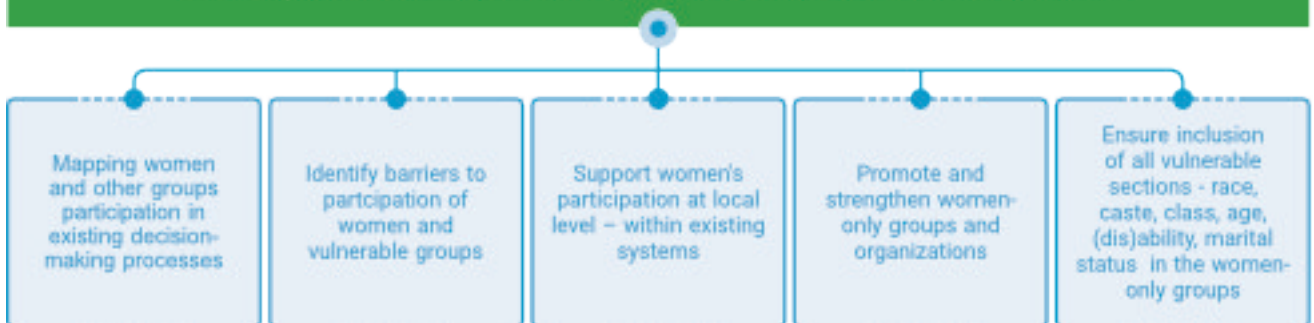 Mapping women
and other groups
participation in
existing decision-
making processes
Identify barriers to
partcipation of
women and
vulnerable groups
Support women's
participation at local
level – within existing
systems
Promote and
strengthen women-
only groups and
organizations
Ensure inclusion
of all vulnerable
sections - race,
caste, class, age,
(dis)ability, marital
status in the women-
only groups